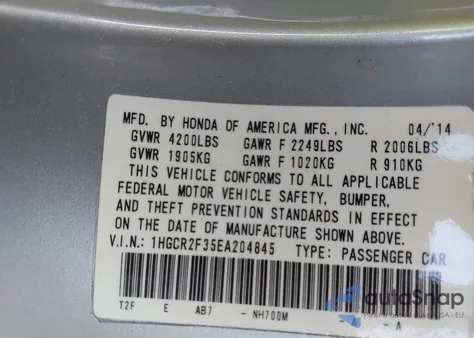 MFD. BY HONDA OF AMERICA MFG., INC. 04/'14
GVWR 4200LBS GAWR F 2249LBS R 2006LBS
GVWR 1905KG GAWR F 1020KG R 910KG
THIS VEHICLE CONFORMS TO ALL APPLICABLE
FEDERAL MOTOR VEHICLE SAFETY, BUMPER,
AND THEFT PREVENTION STANDARDS IN EFFECT
ON THE DATE OF MANUFACTURE SHOWN ABOVE.
V.I.N.: 1HGCR2F35EA204845 TYPE: PASSENGER CAR
T2F E AB7 - NH700M - A
autoSnap